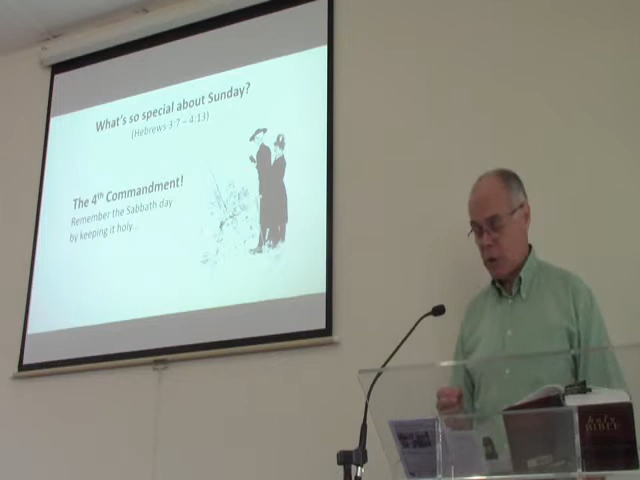 What's so special about Sunday?
(Hebrews 3:7 – 4:13)
The 4th Commandment!
Remember the Sabbath day
by keeping it holy..
holy
BIBLE